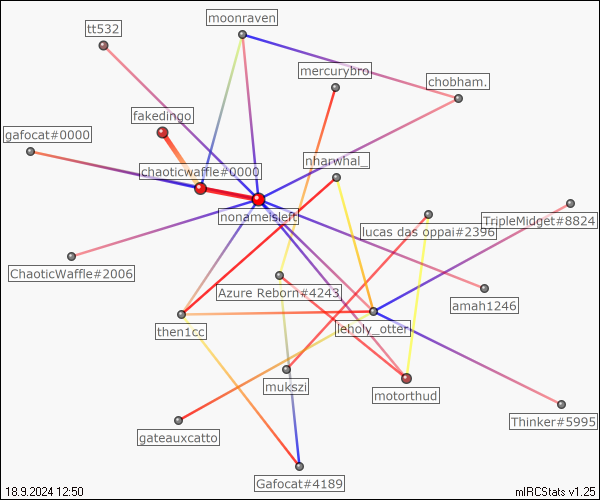 moonraven
tt532
mercurybro
chobham.
fakedingo
gafocat#0000
nharwhal_
chaoticwaffle#0000
nonameisleft
TripleMidget#8824
lucas das oppai#2396
ChaoticWaffle#2006
Azure Reborn#4243
amah1246
then1cc
leholy_otter
mukszi
motorthud
Thinker#5995
gateauxcatto
Gafocat#4189
18.9.2024 12:50
mIRCStats v1.25